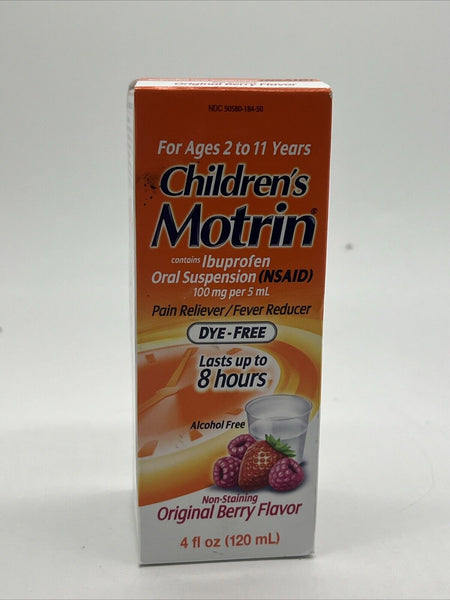 Original Berry Flavor
NDC 50580-184-50
For Ages 2 to 11 Years
Children's
Motrin®
contains Ibuprofen
Oral Suspension (NSAID)
100 mg per 5 mL
Pain Reliever/Fever Reducer
DYE-FREE
Lasts up to
8 hours
Alcohol Free
Non-Staining
Original Berry Flavor
4 fl oz (120 mL)